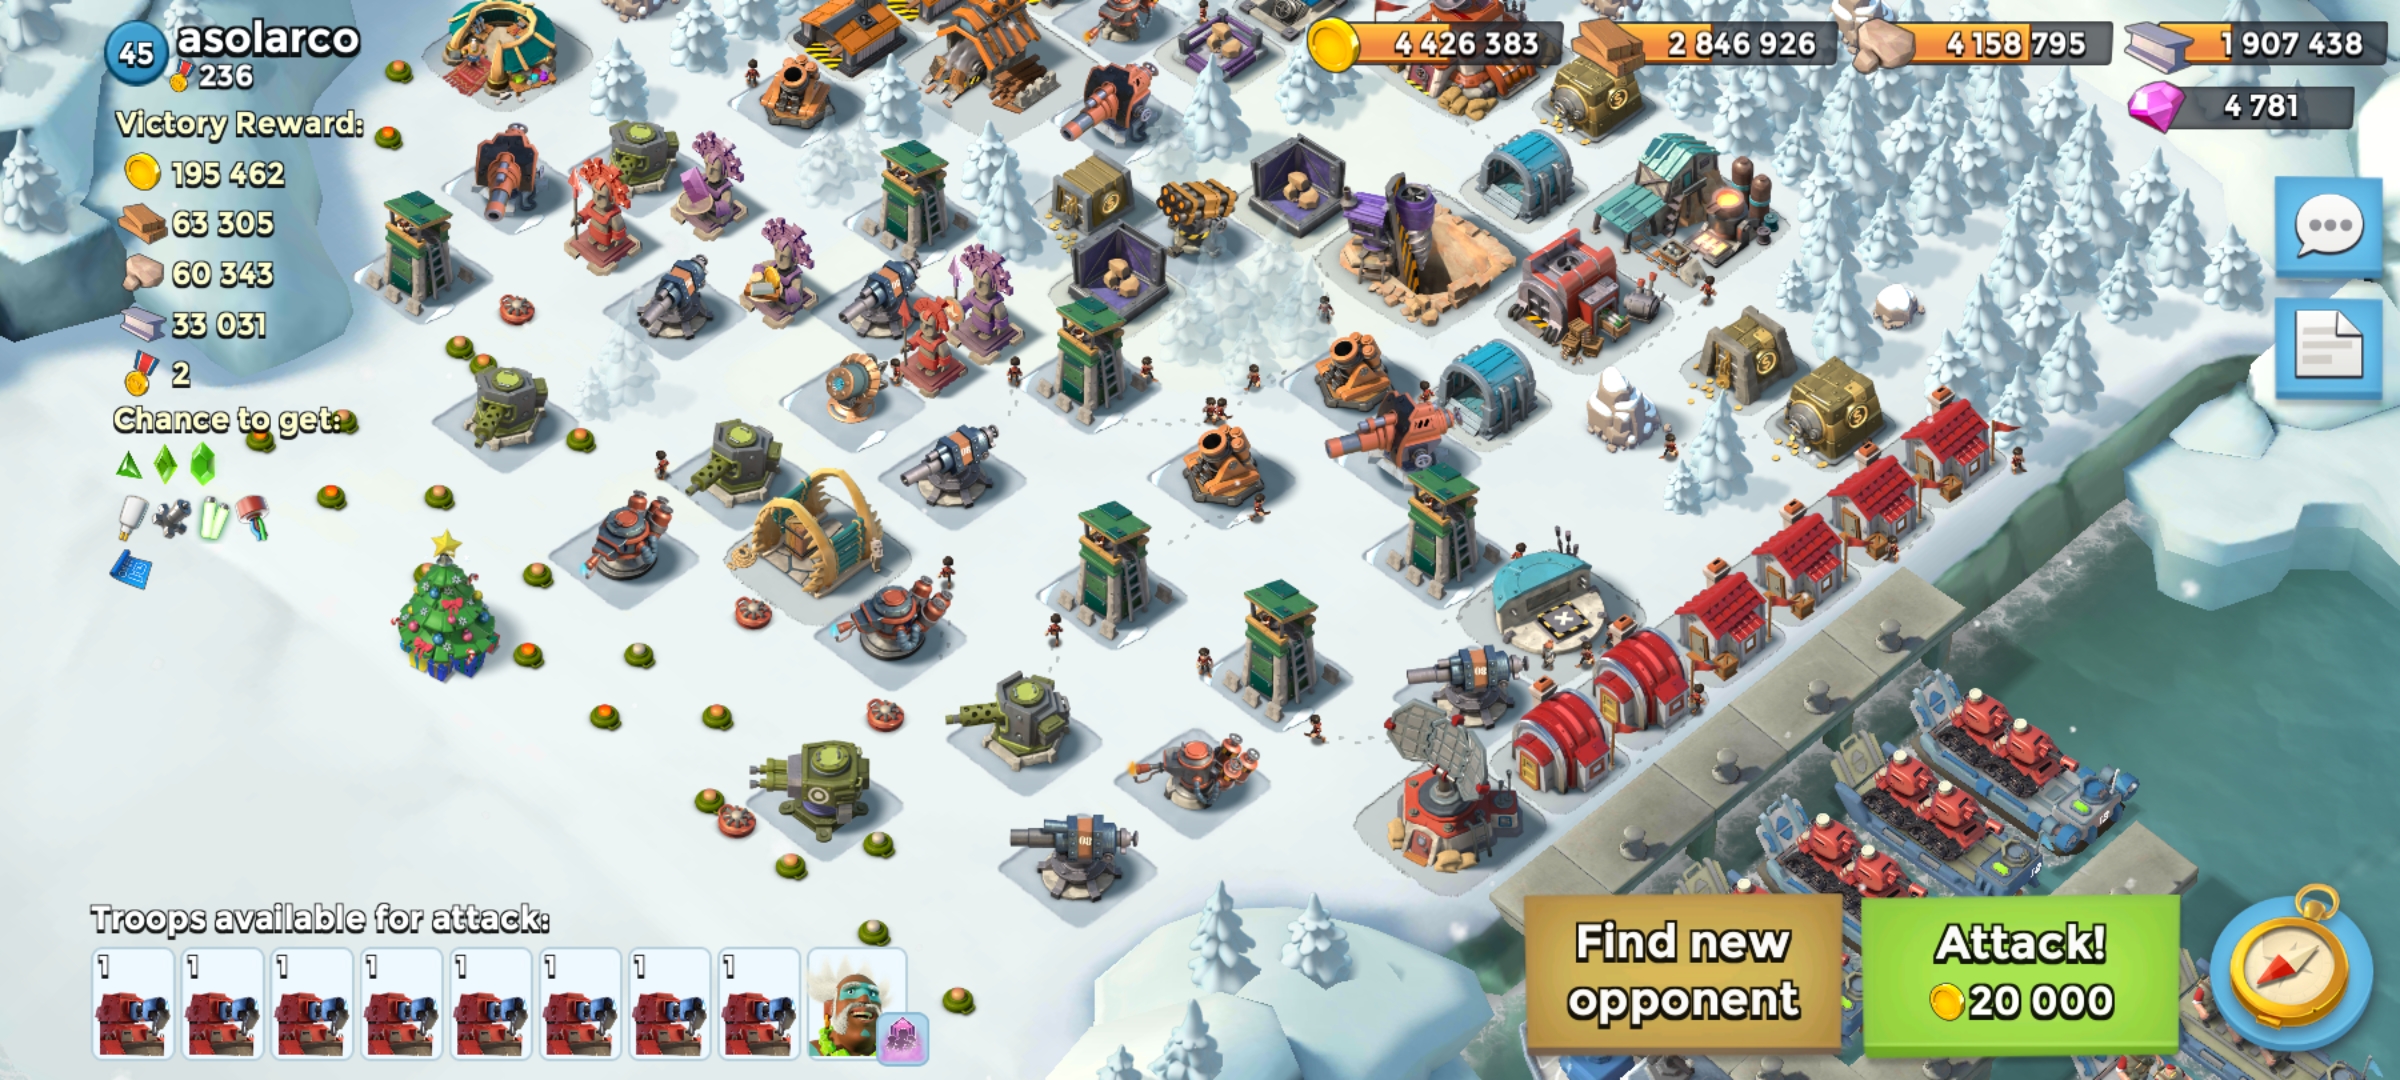 45 asolarco
236
Victory Reward:
195 462
63 305
60 343
33 031
2
Chance to get:
4 426 383
2 846 926
4 158 795
1 907 438
4 781
Troops available for attack:
1 1 1 1 1 1 1 1
Find new opponent
Attack!
20 000